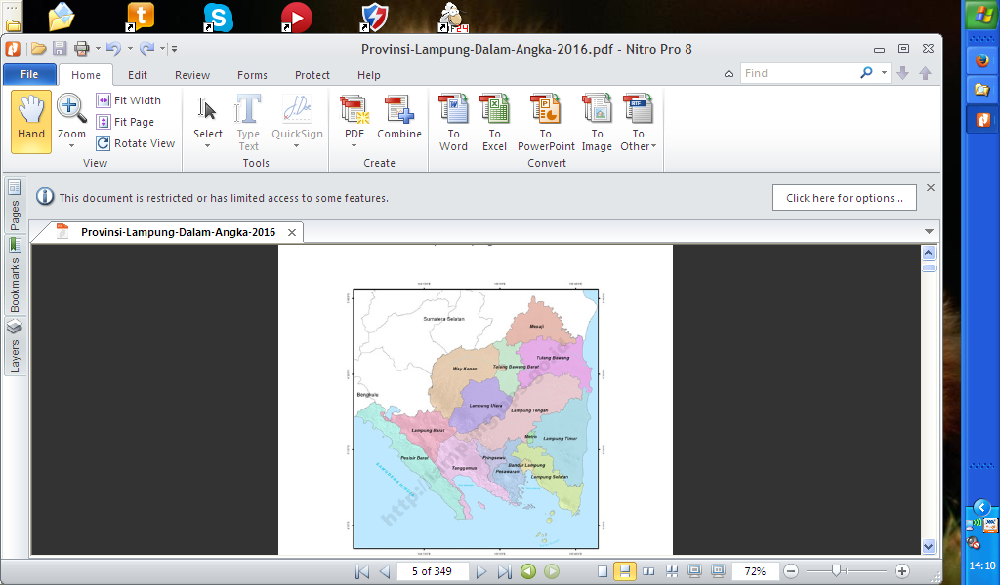 F24
Provinsi-Lampung-Dalam-Angka-2016.pdf - Nitro Pro 8
File Home Edit Review Forms Protect Help
Find
Hand
Zoom
Fit Width
Fit Page
Rotate View
View
Select
Type Text
QuickSign
Tools
PDF
Combine
Create
To Word
To Excel
To PowerPoint
To Image
To Other
Convert
This document is restricted or has limited access to some features.
Click here for options...
Pages
Bookmarks
Layers
Provinsi-Lampung-Dalam-Angka-2016
Sumatera Selatan
Mesuji
Tulang Bawang
Tulang Bawang Barat
Way Kanan
Bengkulu
Lampung Utara
Lampung Tengah
Lampung Barat
Metro
Lampung Timur
Pesisir Barat
Pringsewu
Tanggamus
Bandar Lampung
Pesawaran
Lampung Selatan
5 of 349
72%
14:10